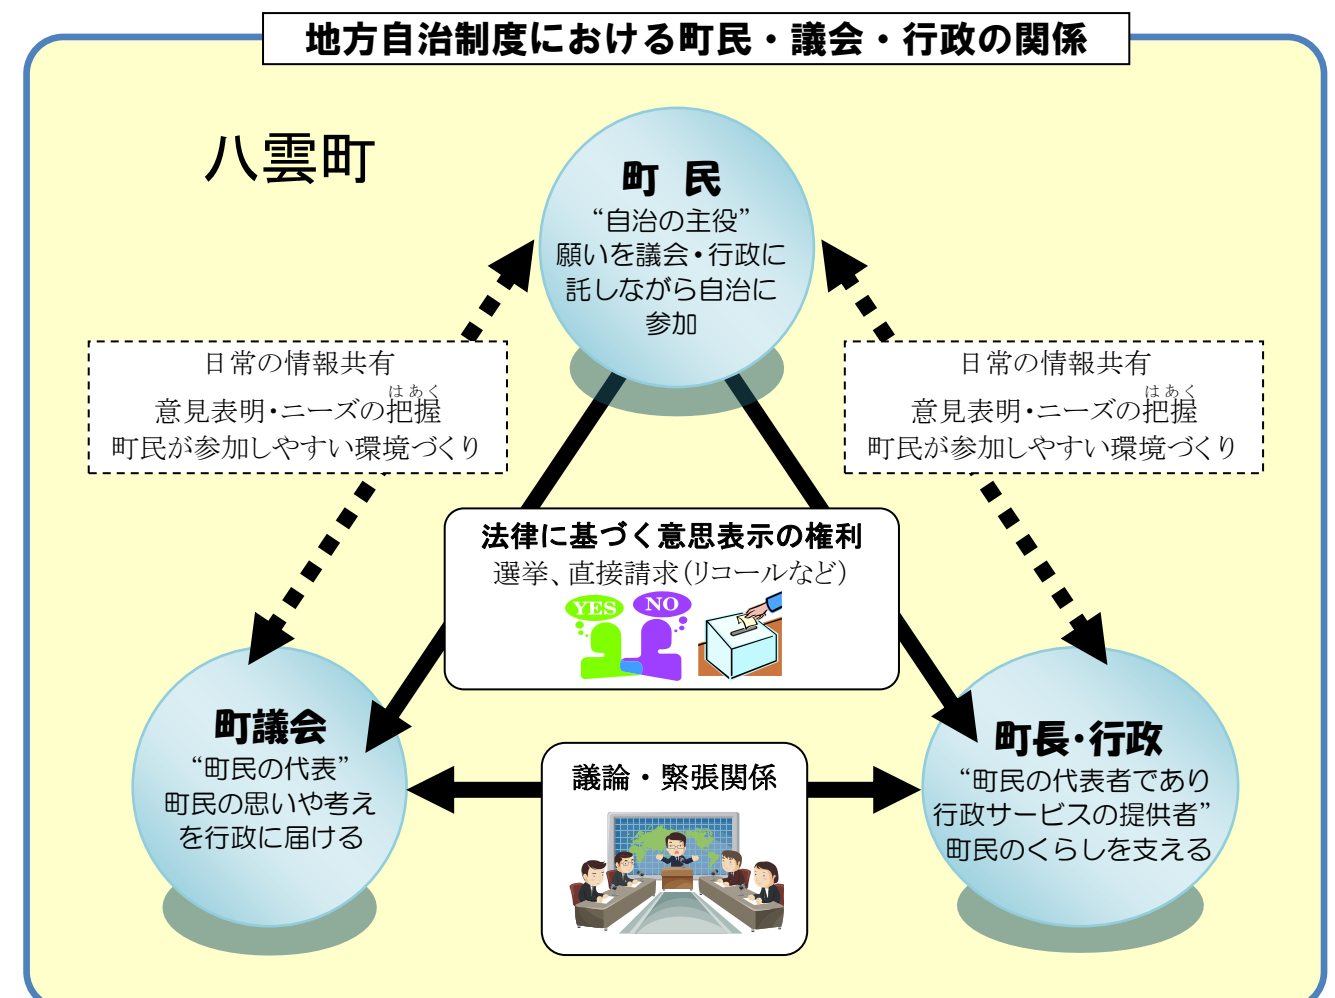 地方自治制度における町民・議会・行政の関係
八雲町
町 民
“自治の主役”
願いを議会・行政に
託しながら自治に
参加
日常の情報共有
はあく
意見表明・ニーズの把握
町民が参加しやすい環境づくり
日常の情報共有
はあく
意見表明・ニーズの把握
町民が参加しやすい環境づくり
法律に基づく意思表示の権利
選挙、直接請求（リコールなど）
YES
NO
町議会
“町民の代表”
町民の思いや考え
を行政に届ける
議論・緊張関係
町長・行政
“町民の代表者であり
行政サービスの提供者”
町民のくらしを支える